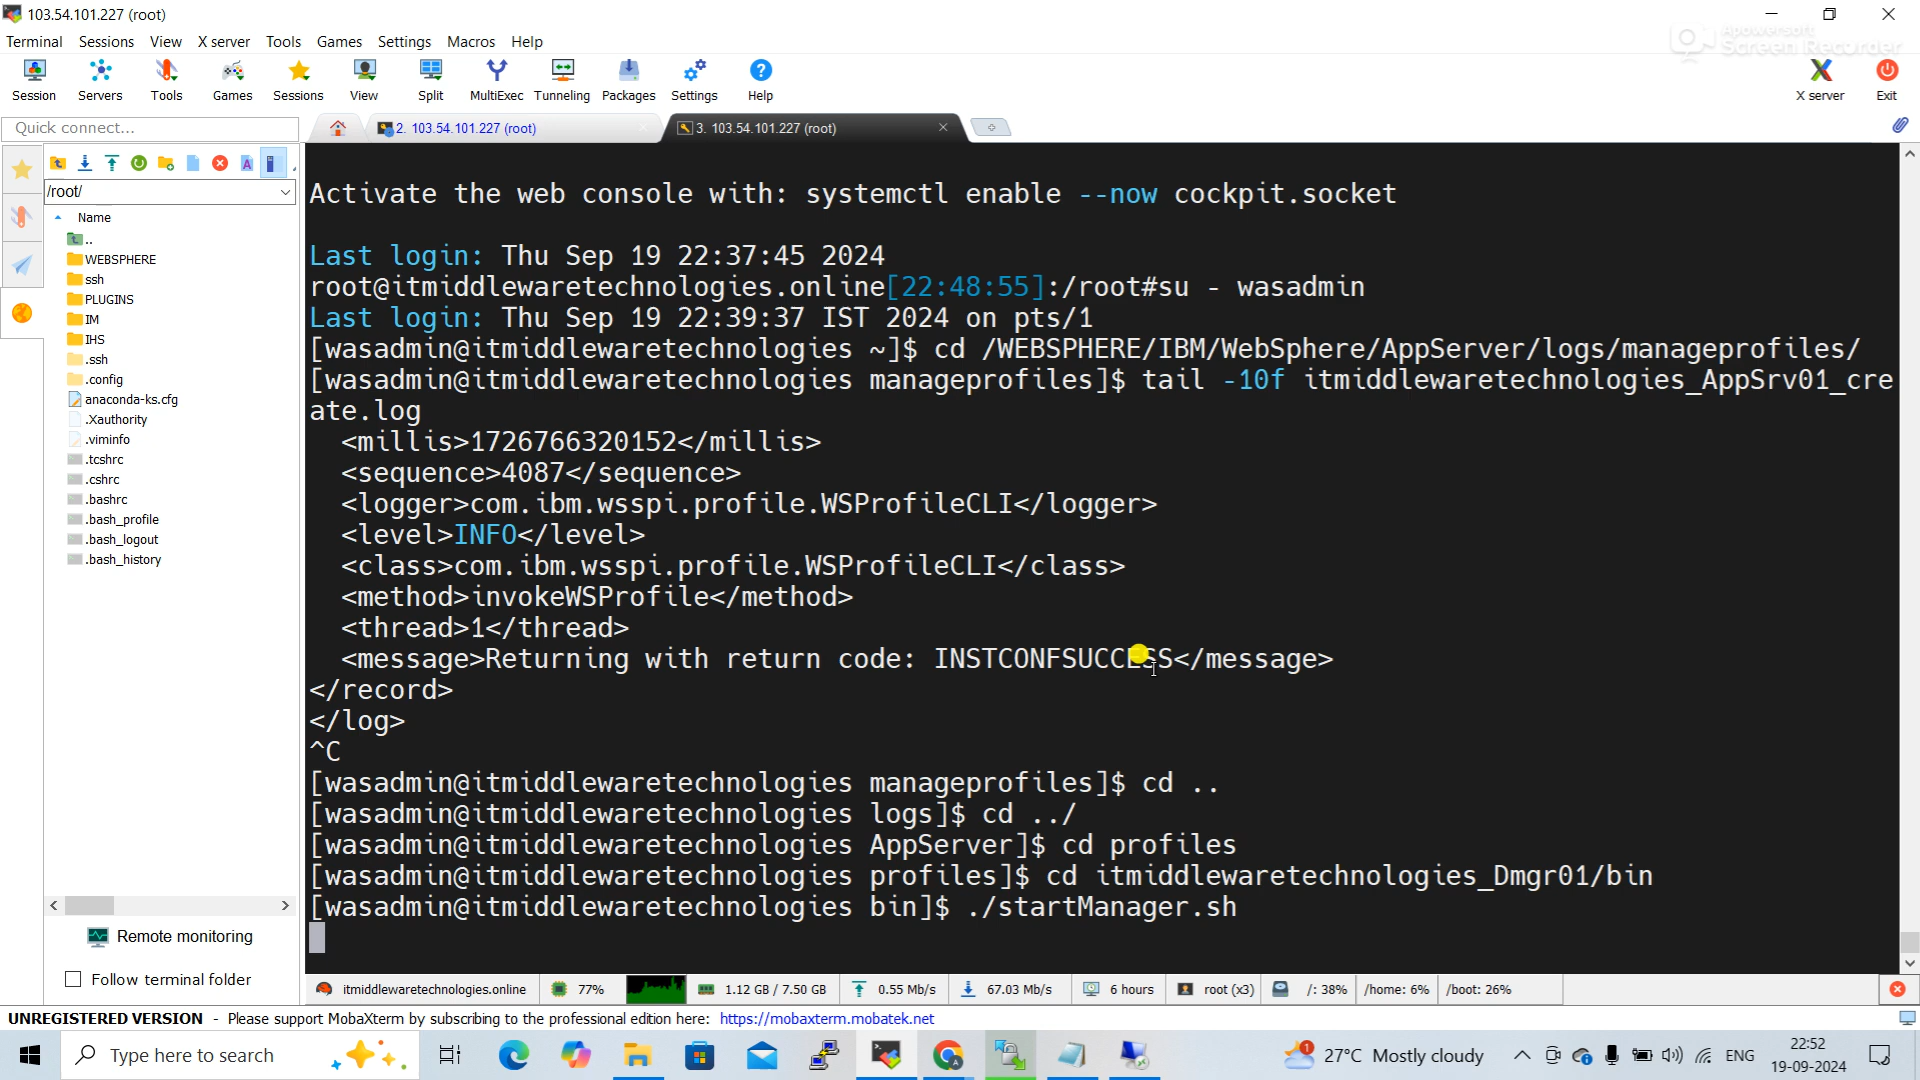 103.54.101.227 (root)
Terminal Sessions View X server Tools Games Settings Macros Help
Apowersoft
Screen Recorder
Session Servers Tools Games Sessions View Split MultiExec Tunneling Packages Settings Help X server Exit
Quick connect...
2. 103.54.101.227 (root)
3. 103.54.101.227 (root)
/root/
Name
..
WEBSPHERE
ssh
PLUGINS
IM
IHS
.ssh
.config
anaconda-ks.cfg
.Xauthority
.viminfo
.tcshrc
.cshrc
.bashrc
.bash_profile
.bash_logout
.bash_history
Remote monitoring
Follow terminal folder
Activate the web console with: systemctl enable --now cockpit.socket
Last login: Thu Sep 19 22:37:45 2024
root@itmiddlewaretechnologies.online[22:48:55]:/root#su - wasadmin
Last login: Thu Sep 19 22:39:37 IST 2024 on pts/1
[wasadmin@itmiddlewaretechnologies ~]$ cd /WEBSPHERE/IBM/WebSphere/AppServer/logs/manageprofiles/
[wasadmin@itmiddlewaretechnologies manageprofiles]$ tail -10f itmiddlewaretechnologies_AppSrv01_cre
ate.log
<millis>1726766320152</millis>
<sequence>4087</sequence>
<logger>com.ibm.wsspi.profile.WSProfileCLI</logger>
<level>INFO</level>
<class>com.ibm.wsspi.profile.WSProfileCLI</class>
<method>invokeWSProfile</method>
<thread>1</thread>
<message>Returning with return code: INSTCONFSUCCESS</message>
</record>
</log>
^C
[wasadmin@itmiddlewaretechnologies manageprofiles]$ cd ..
[wasadmin@itmiddlewaretechnologies logs]$ cd ../
[wasadmin@itmiddlewaretechnologies AppServer]$ cd profiles
[wasadmin@itmiddlewaretechnologies profiles]$ cd itmiddlewaretechnologies_Dmgr01/bin
[wasadmin@itmiddlewaretechnologies bin]$ ./startManager.sh
itmiddlewaretechnologies.online 77% 1.12 GB / 7.50 GB 0.55 Mb/s 67.03 Mb/s 6 hours root (x3) /: 38% /home: 6% /boot: 26%
UNREGISTERED VERSION - Please support MobaXterm by subscribing to the professional edition here: https://mobaxterm.mobatek.net
Type here to search
1
27°C Mostly cloudy
ENG
22:52
19-09-2024